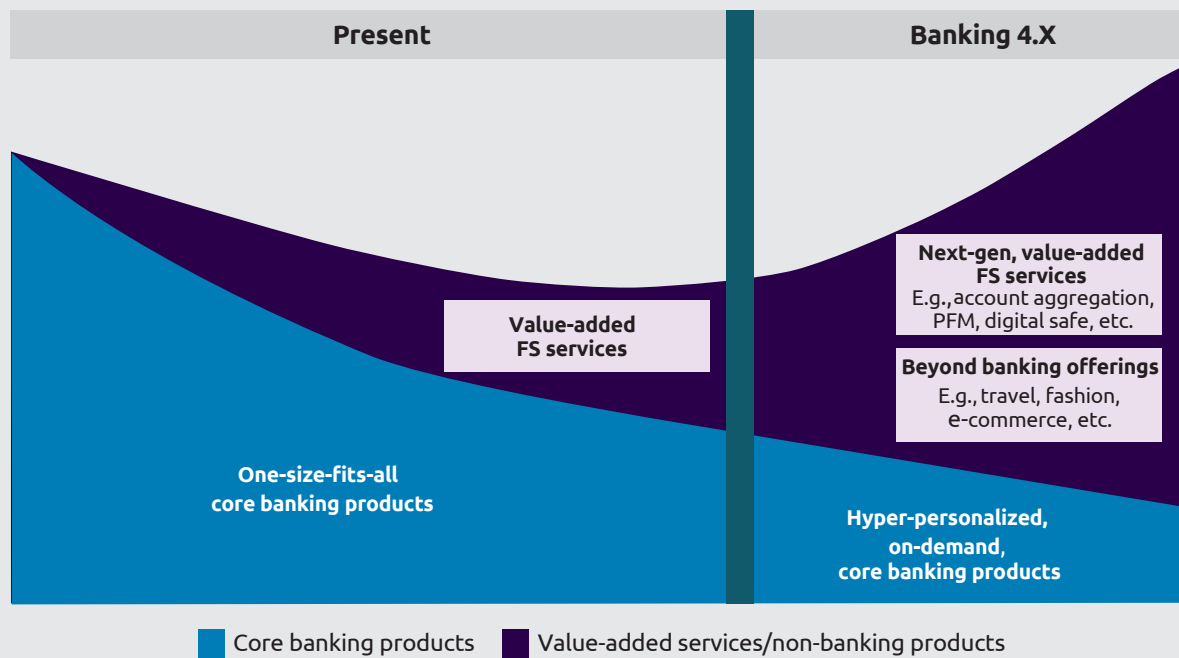 Present
Banking 4.X
Next-gen, value-added
FS services
E.g., account aggregation,
PFM, digital safe, etc.
Value-added
FS services
Beyond banking offerings
E.g., travel, fashion,
e-commerce, etc.
One-size-fits-all
core banking products
Hyper-personalized,
on-demand,
core banking products
Core banking products
Value-added services/non-banking products